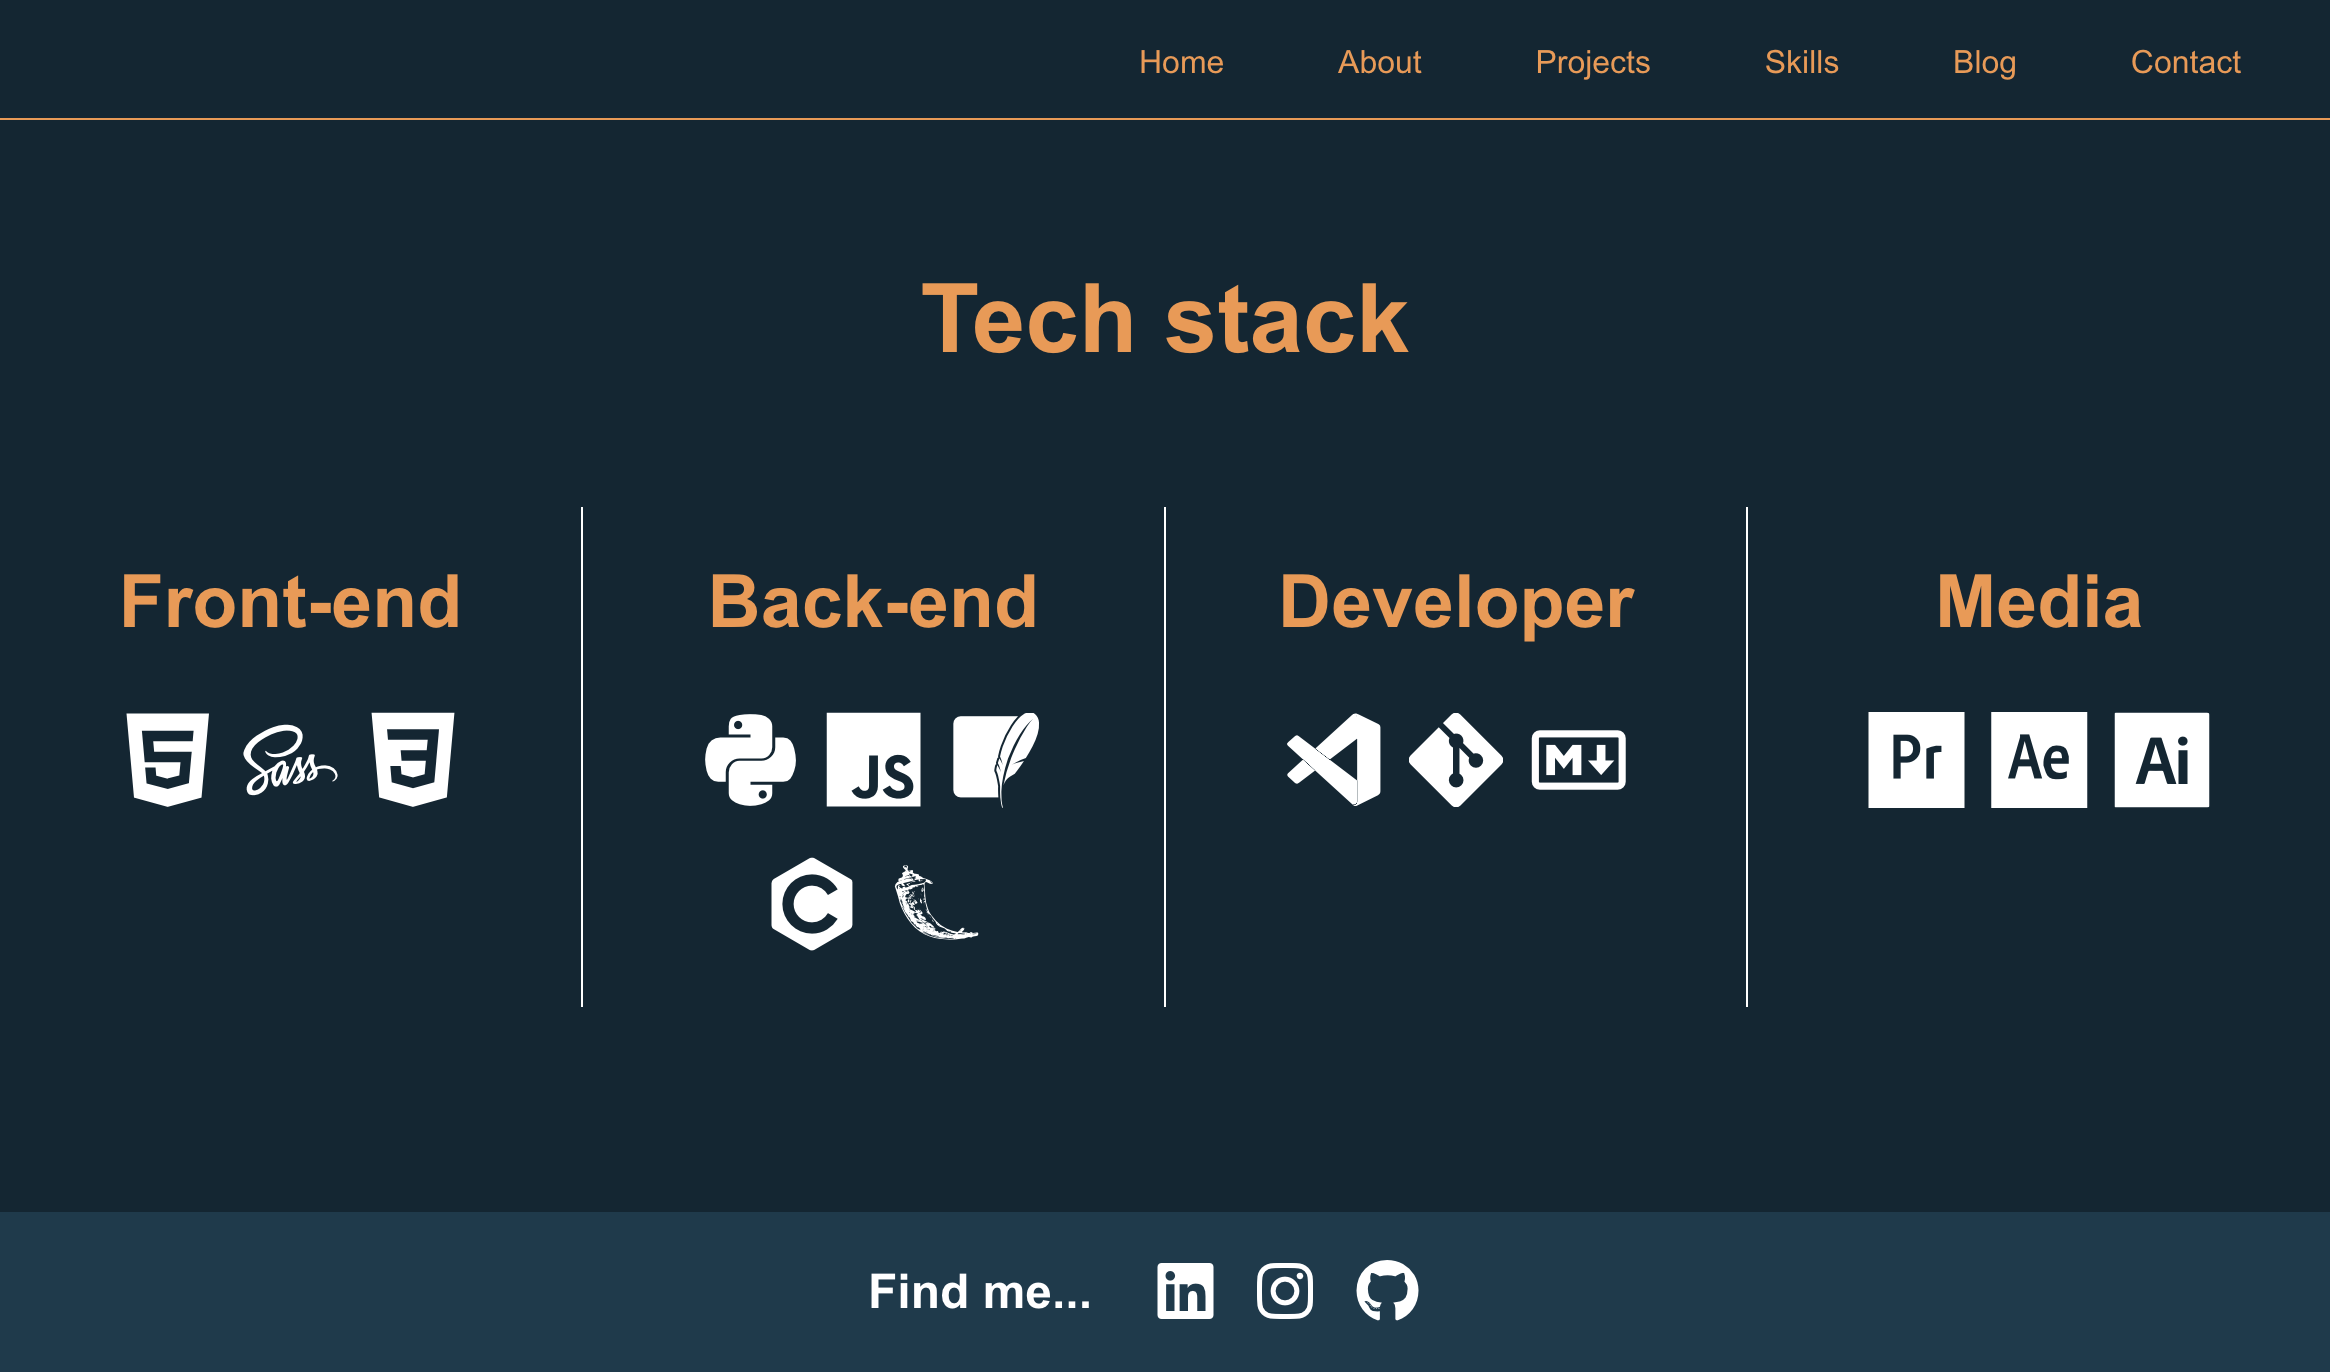 Home About Projects Skills Blog Contact
Tech stack
Front-end Back-end Developer Media
5 Sass 3 JS M Pr Ae Ai
C
Find me... in